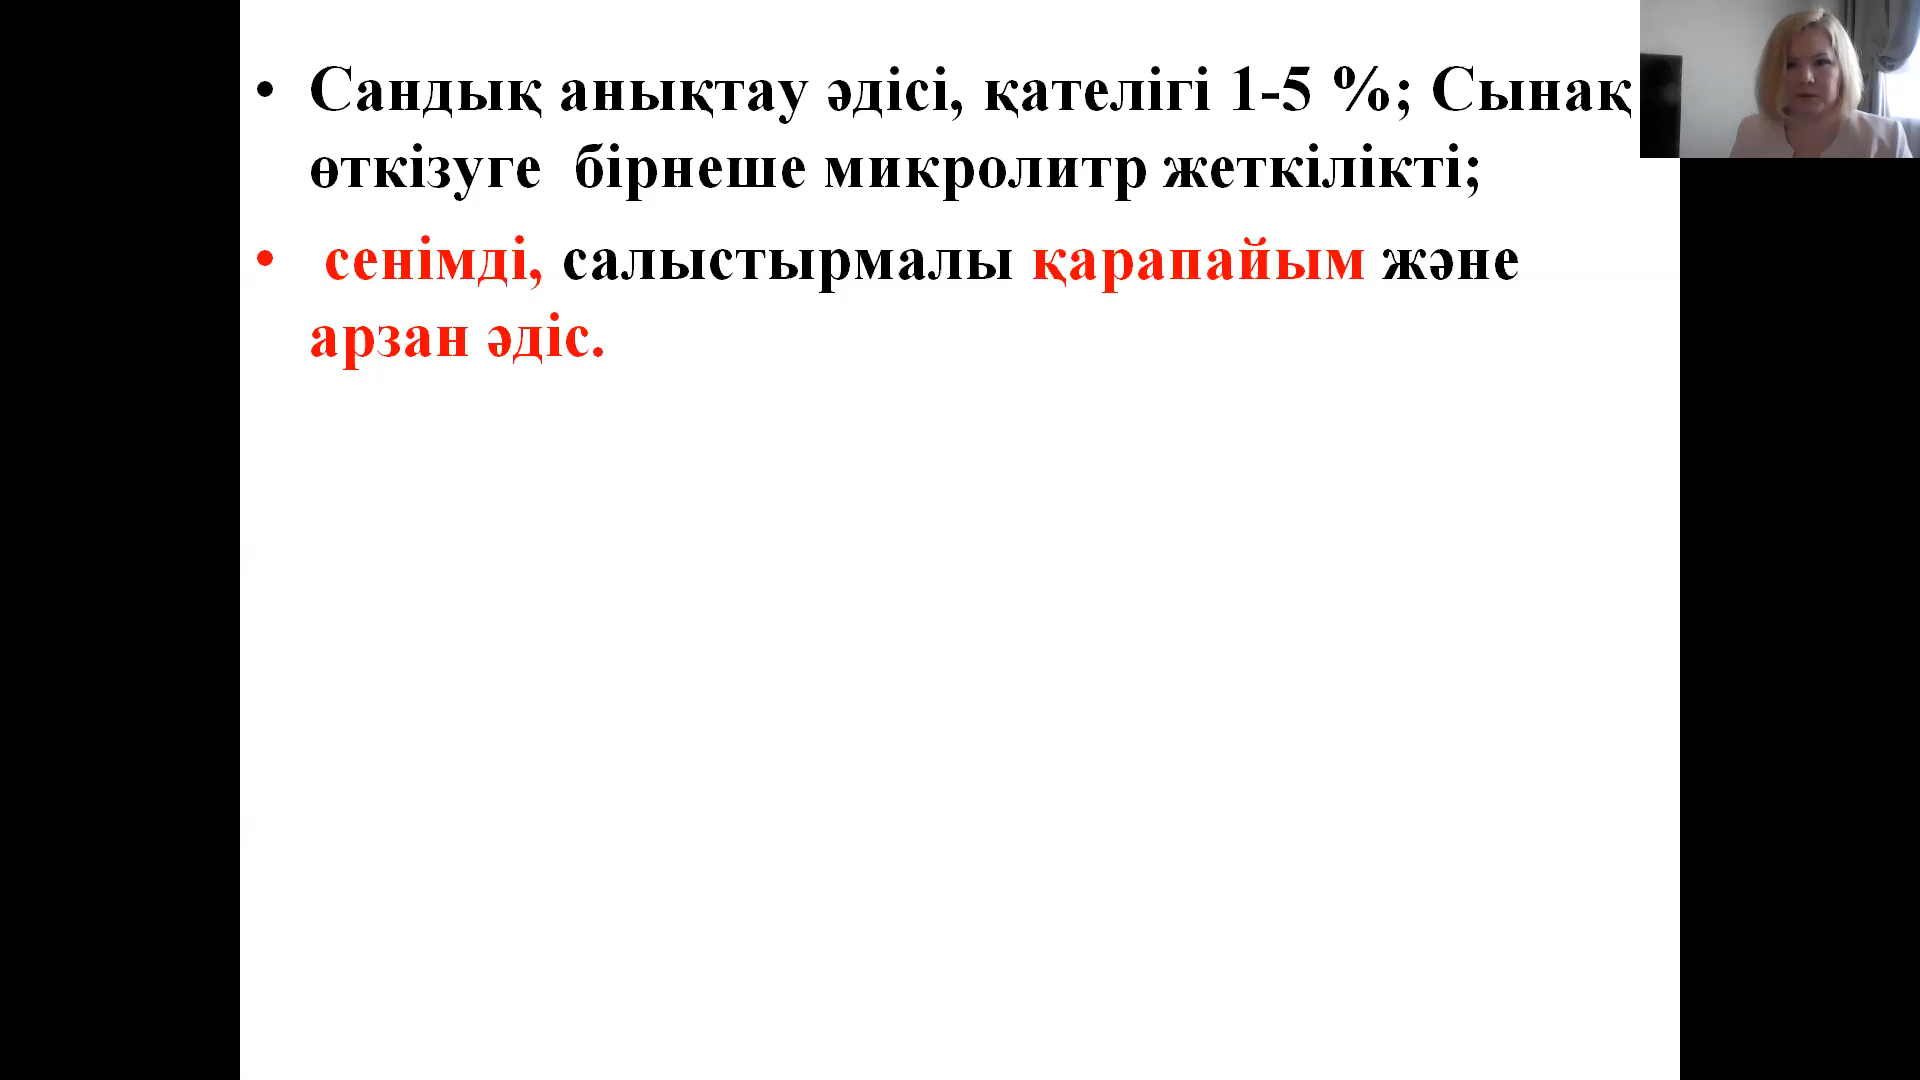 • Сандық анықтау әдісі, қателігі 1-5 %; Сынақ
өткізуге бірнеше микролитр жеткілікті;
• сенімді, салыстырмалы қарапайым және
арзан әдіс.